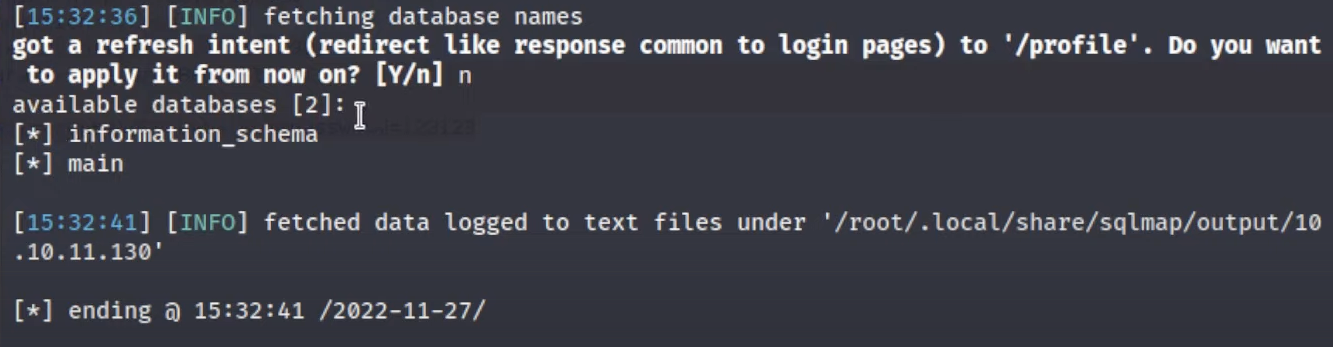 [15:32:36] [INFO] fetching database names
got a refresh intent (redirect like response common to login pages) to '/profile'. Do you want
to apply it from now on? [Y/n] n
available databases [2]:
[*] information_schema
[*] main
[15:32:41] [INFO] fetched data logged to text files under '/root/.local/share/sqlmap/output/10
.10.11.130'
[*] ending @ 15:32:41 /2022-11-27/